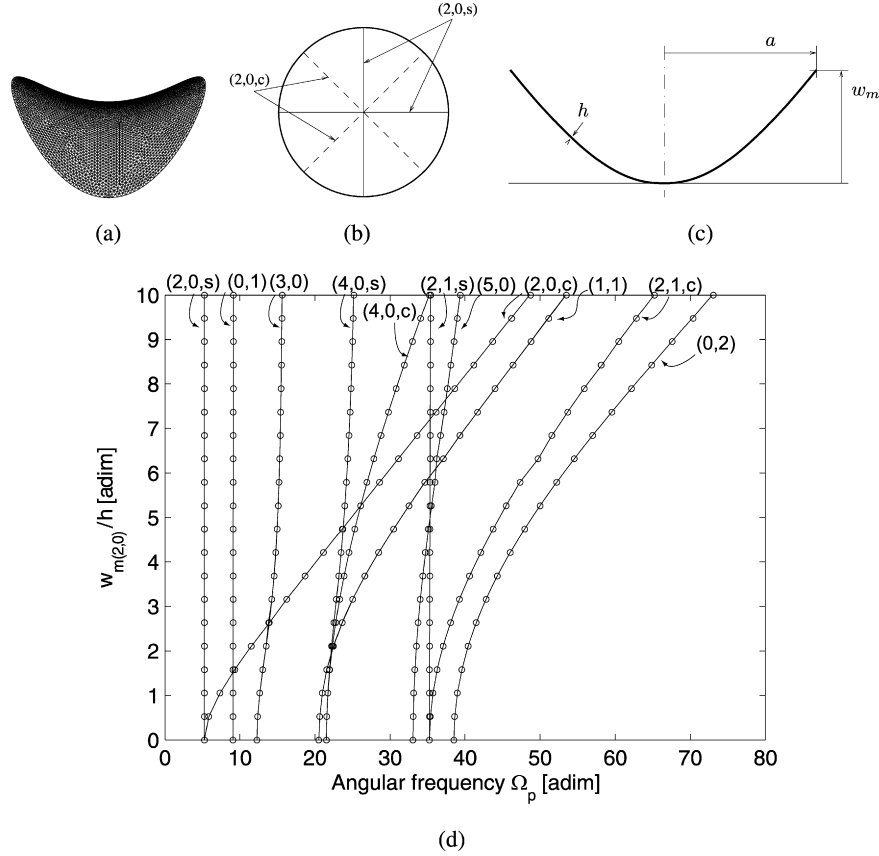 (2,0,s)
(2,0,c)
a
w_m
h
(a)
(b)
(c)
(2,0,s) (0,1) (3,0) (4,0,s) (2,1,s) (5,0) (2,0,c) (1,1) (2,1,c)
(4,0,c)
(0,2)
10
9
8
7
6
5
4
3
2
1
0
w_{m(2,0)}/h [adim]
0 10 20 30 40 50 60 70 80
Angular frequency Ω_p [adim]
(d)